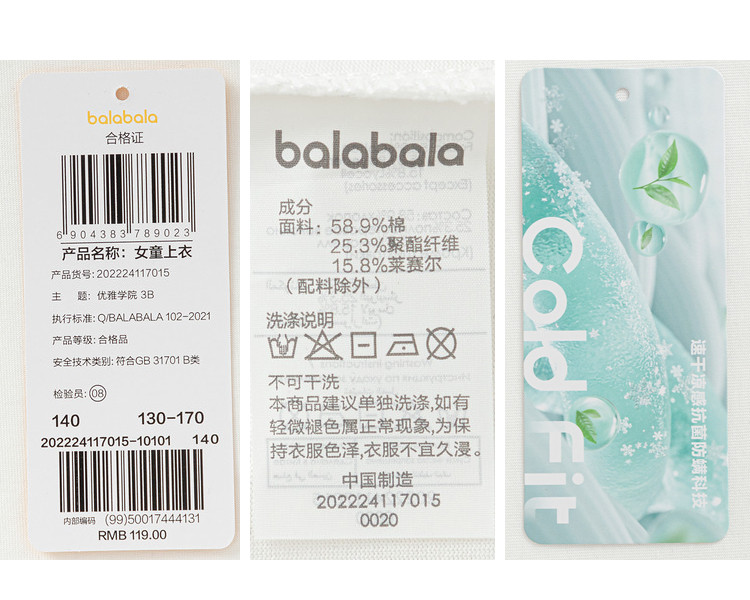 balabala
合格证
6904383789023
产品名称: 女童上衣
产品货号: 202224117015
主 题: 优雅学院 3B
执行标准: Q/BALABALA 102-2021
产品等级: 合格品
安全技术类别: 符合GB 31701 B类
检验员: 08
140 130-170
202224117015-10101 140
内部编码 (99)50017444131
RMB 119.00
balabala
成分
面料: 58.9%棉
25.3%聚酯纤维
15.8%莱赛尔
(配料除外)
洗涤说明
不可干洗
本商品建议单独洗涤,如有
轻微褪色属正常现象,为保
持衣服色泽,衣服不宜久浸。
中国制造
202224117015
0020
Cold Fit
速干凉感抗菌防螨科技